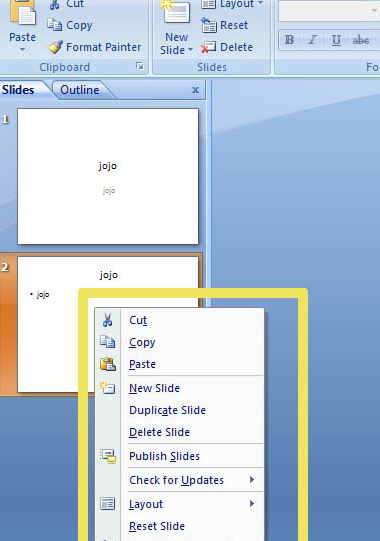 Cut
Layout
Copy
Reset
Paste
Format Painter
New
Slide
Delete
B I U abc
Clipboard
Slides
Fo
Slides
Outline
x
1
jojo
jojo
2
jojo
• jojo
Cut
Copy
Paste
New Slide
Duplicate Slide
Delete Slide
Publish Slides
Check for Updates
Layout
Reset Slide